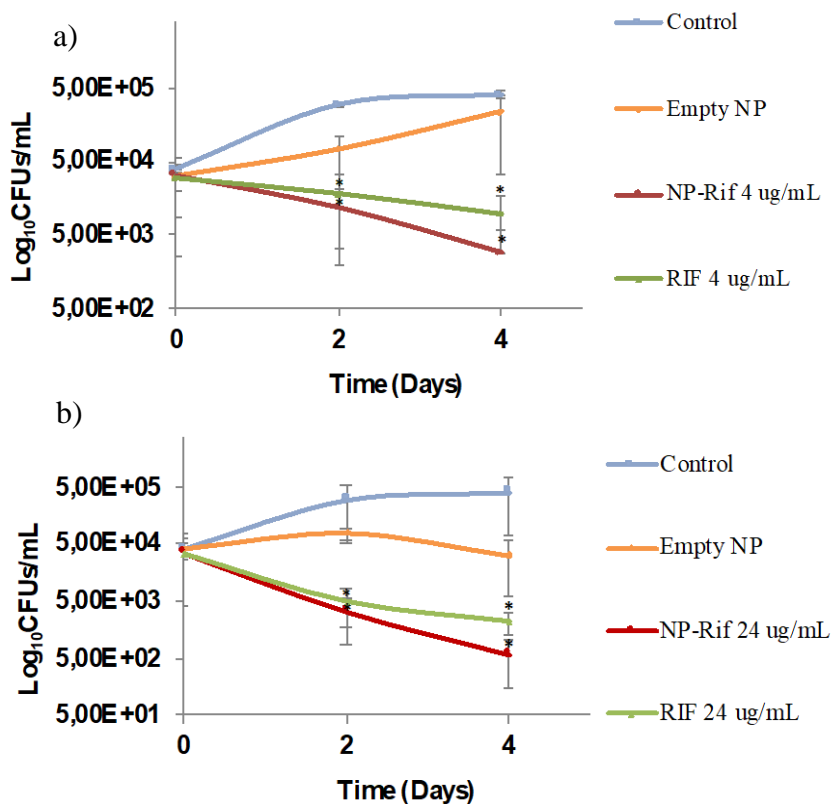 a)
Log₁₀CFUs/mL
5,00E+05
5,00E+04
5,00E+03
5,00E+02
* * * *
0 2 4
Time (Days)
Control
Empty NP
NP-Rif 4 ug/mL
RIF 4 ug/mL
b)
Log₁₀CFUs/mL
5,00E+05
5,00E+04
5,00E+03
5,00E+02
5,00E+01
* * * *
0 2 4
Time (Days)
Control
Empty NP
NP-Rif 24 ug/mL
RIF 24 ug/mL